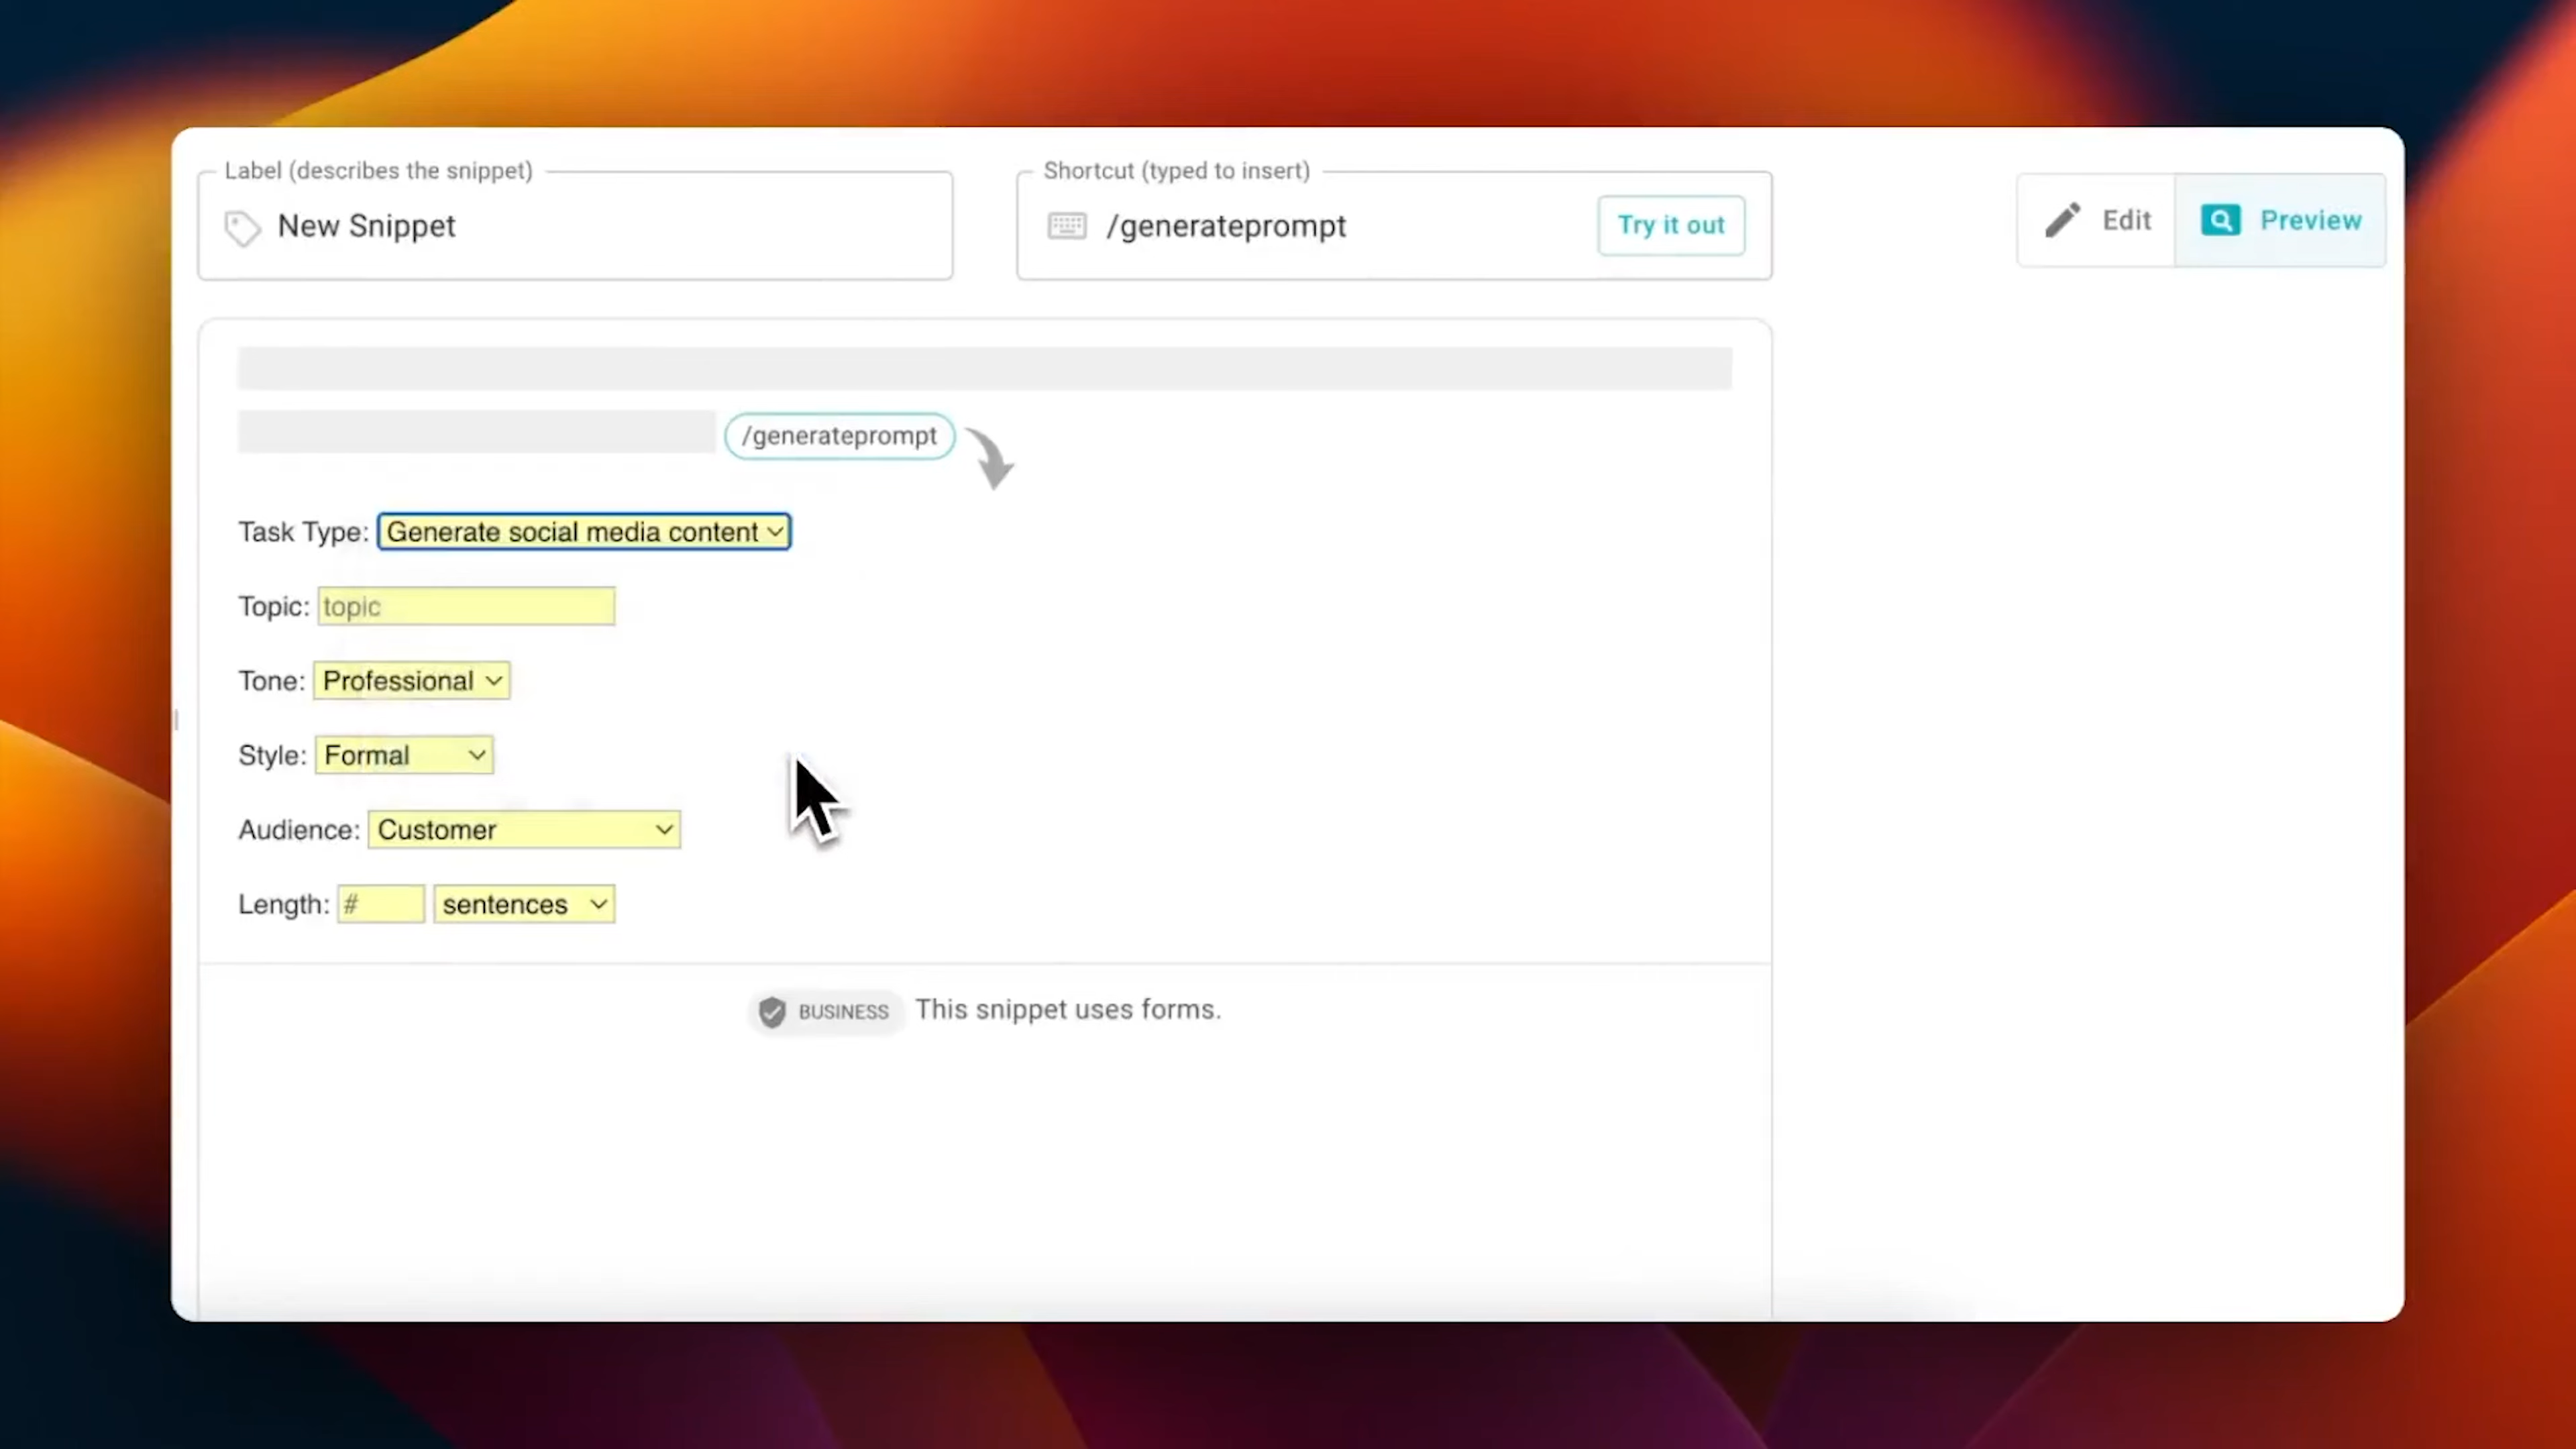 Label (describes the snippet)
New Snippet
Shortcut (typed to insert)
/generateprompt
Try it out
Edit
Preview
/generateprompt
Task Type: Generate social media content
Topic: topic
Tone: Professional
Style: Formal
Audience: Customer
Length: # sentences
BUSINESS This snippet uses forms.